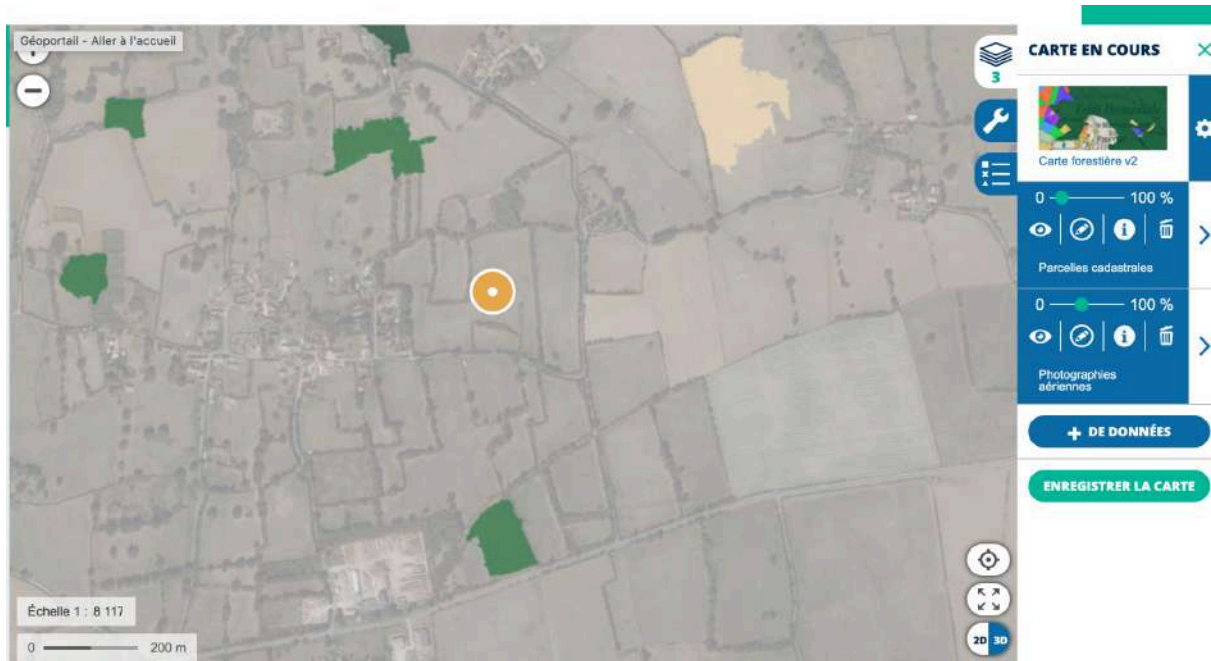 Géoportail - Aller à l'accueil
3
CARTE EN COURS
Carte forestière v2
0 100 %
Parcelles cadastrales
0 100 %
Photographies
aériennes
+ DE DONNÉES
ENREGISTRER LA CARTE
Échelle 1 : 8 117
0 200 m
2D 3D